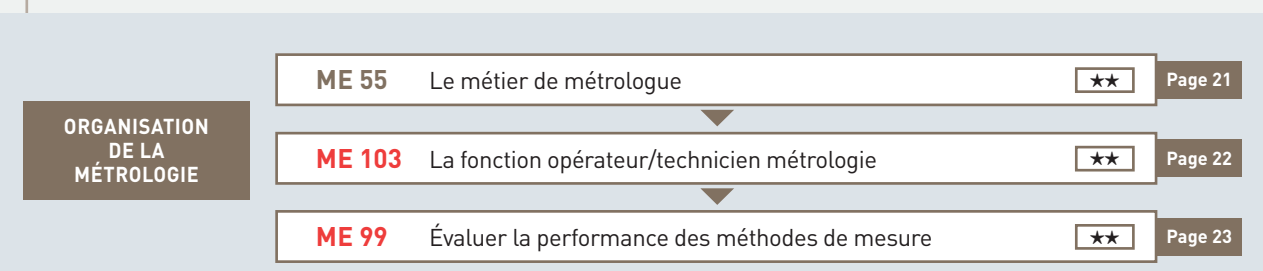 ORGANISATION
DE LA
MÉTROLOGIE
ME 55 Le métier de métrologue ★★ Page 21
ME 103 La fonction opérateur/technicien métrologie ★★ Page 22
ME 99 Évaluer la performance des méthodes de mesure ★★ Page 23